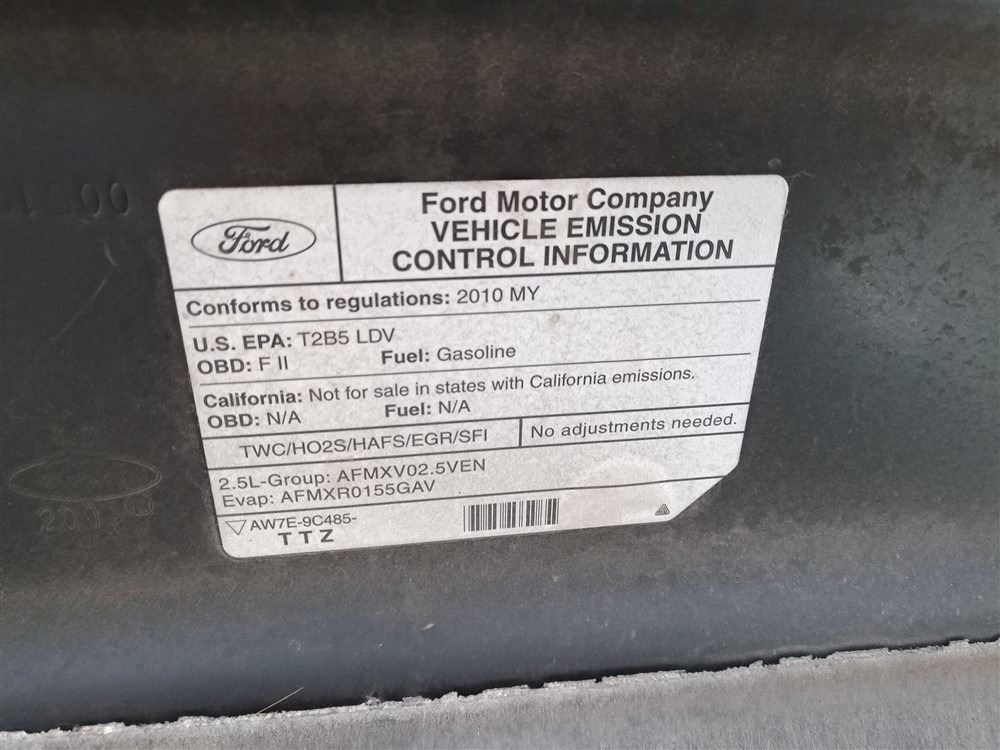 Ford
Ford Motor Company
VEHICLE EMISSION
CONTROL INFORMATION
Conforms to regulations: 2010 MY
U.S. EPA: T2B5 LDV
OBD: F II Fuel: Gasoline
California: Not for sale in states with California emissions.
OBD: N/A Fuel: N/A
TWC/HO2S/HAFS/EGR/SFI No adjustments needed.
2.5L-Group: AFMXV02.5VEN
Evap: AFMXR0155GAV
AW7E-9C485-
TTZ